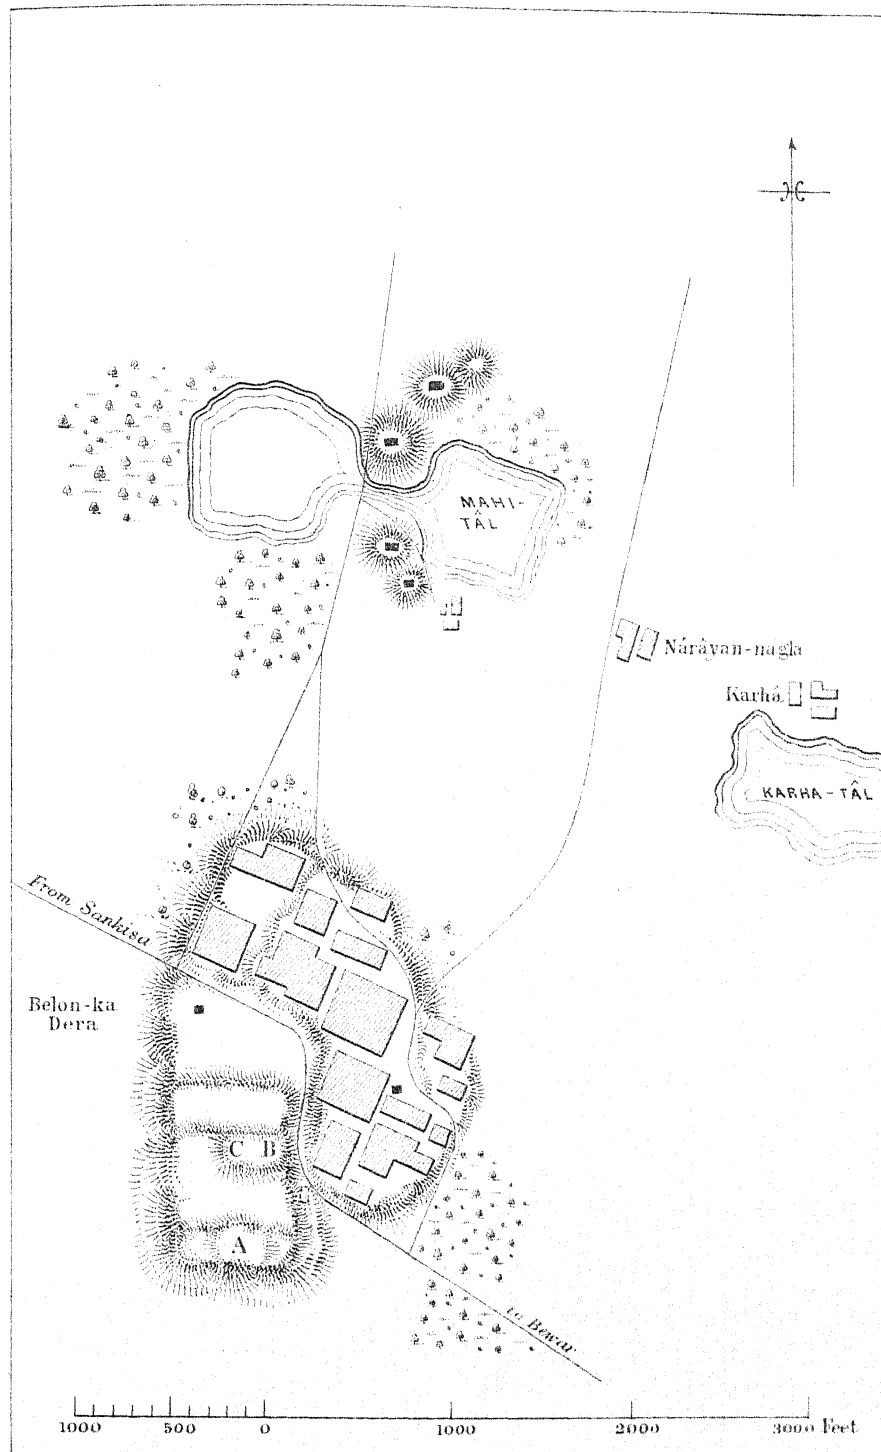 MAHI-
TÂL
Náráyan-nagla
Karhâ
KARHA-TÂL
From Sankisa
Belon-ka
Dera
C B
A
to Bewar
1000 500 0 1000 2000 3000 Feet